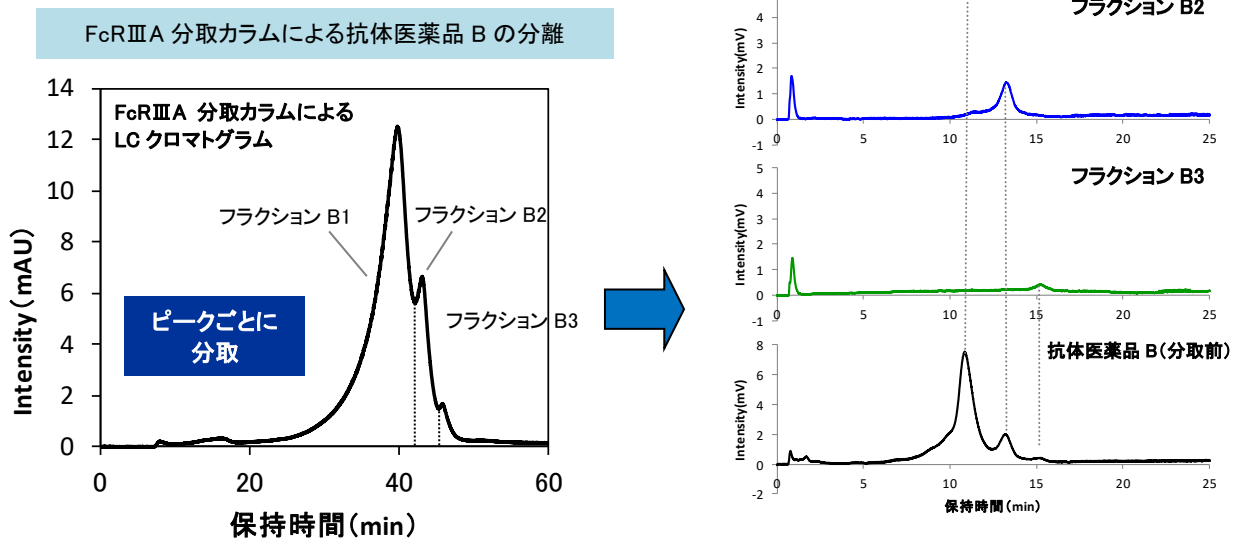 FcRⅢA 分取カラムによる抗体医薬品 B の分離
FcRⅢA 分取カラムによる
LC クロマトグラム
フラクション B1
フラクション B2
フラクション B3
ピークごとに
分取
Intensity(mAU)
14
12
10
8
6
4
2
0
0 20 40 60
保持時間(min)
フラクション B2
Intensity(mV)
4
3
2
1
0
-1
0 5 10 15 20 25
フラクション B3
Intensity(mV)
5
4
3
2
1
0
-1
0 5 10 15 20 25
抗体医薬品 B(分取前)
Intensity(mV)
8
6
4
2
0
-2
0 5 10 15 20 25
保持時間(min)